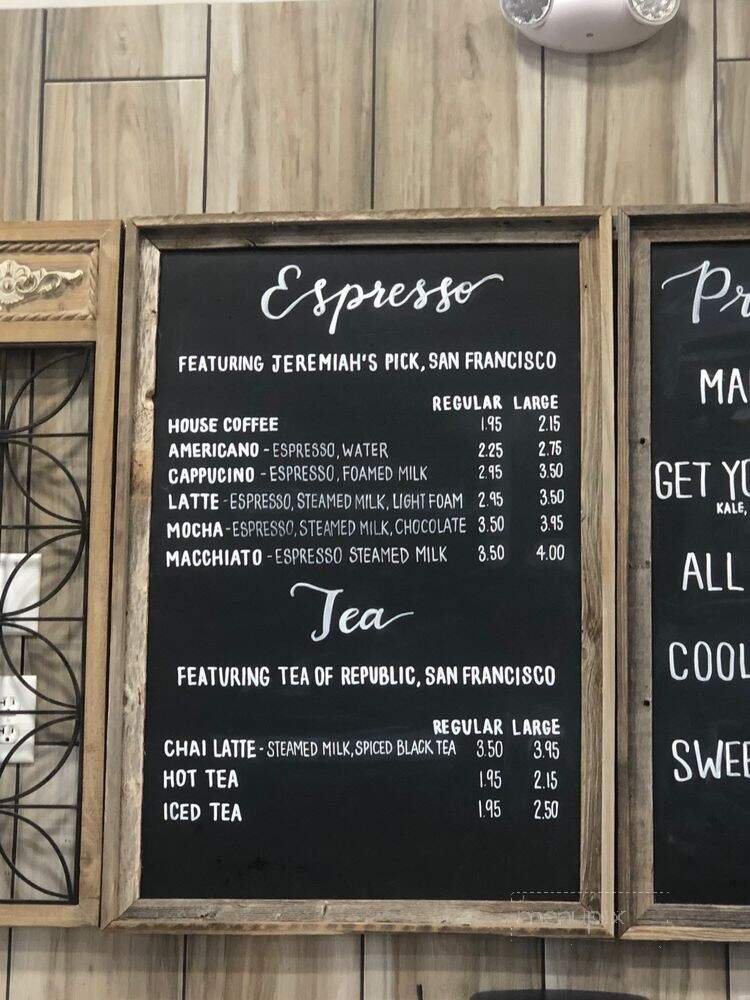 Espresso
FEATURING JEREMIAH'S PICK, SAN FRANCISCO
REGULAR LARGE
HOUSE COFFEE 1.95 2.15
AMERICANO - ESPRESSO, WATER 2.25 2.75
CAPPUCINO - ESPRESSO, FOAMED MILK 2.95 3.50
LATTE - ESPRESSO, STEAMED MILK, LIGHT FOAM 2.95 3.50
MOCHA - ESPRESSO, STEAMED MILK, CHOCOLATE 3.50 3.95
MACCHIATO - ESPRESSO STEAMED MILK 3.50 4.00
Tea
FEATURING TEA OF REPUBLIC, SAN FRANCISCO
REGULAR LARGE
CHAI LATTE - STEAMED MILK, SPICED BLACK TEA 3.50 3.95
HOT TEA 1.95 2.15
ICED TEA 1.95 2.50
Pr
MA
GET YO
KALE,
ALL
COOL
SWEE
menupix